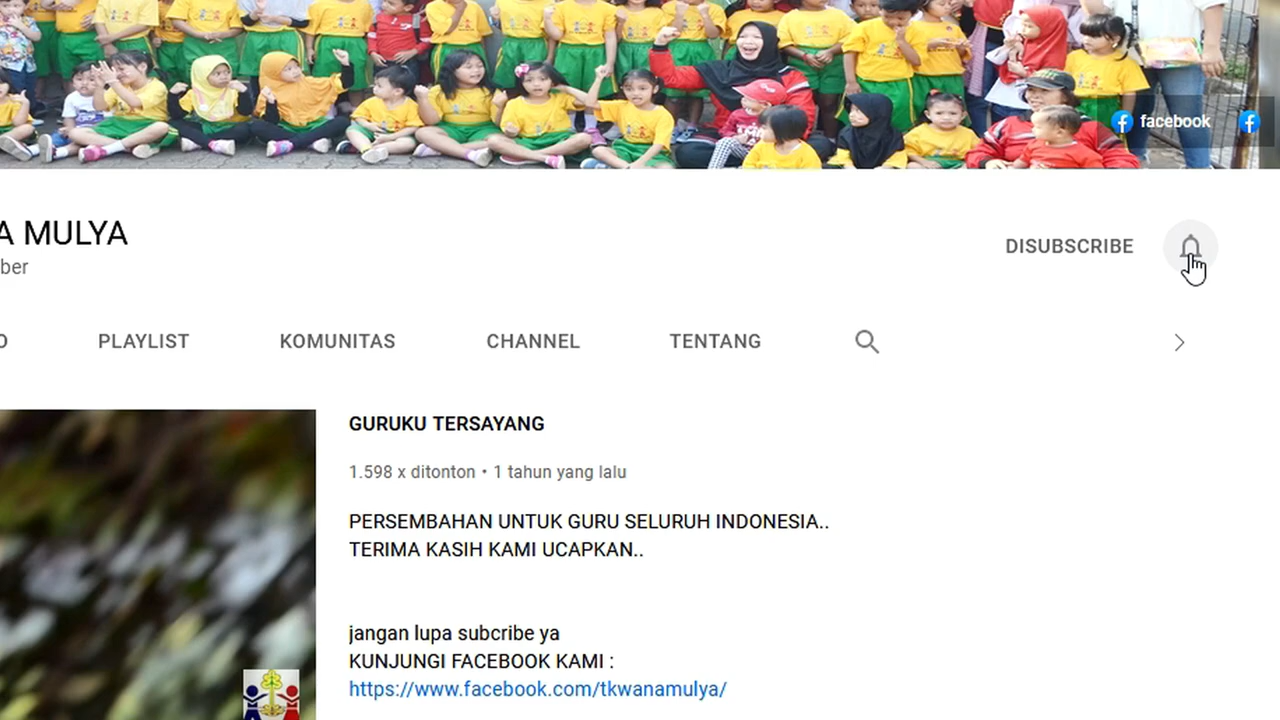 facebook
A MULYA
ber
DISUBSCRIBE
O
PLAYLIST
KOMUNITAS
CHANNEL
TENTANG
GURUKU TERSAYANG
1.598 x ditonton • 1 tahun yang lalu
PERSEMBAHAN UNTUK GURU SELURUH INDONESIA..
TERIMA KASIH KAMI UCAPKAN..
jangan lupa subcribe ya
KUNJUNGI FACEBOOK KAMI :
https://www.facebook.com/tkwanamulya/